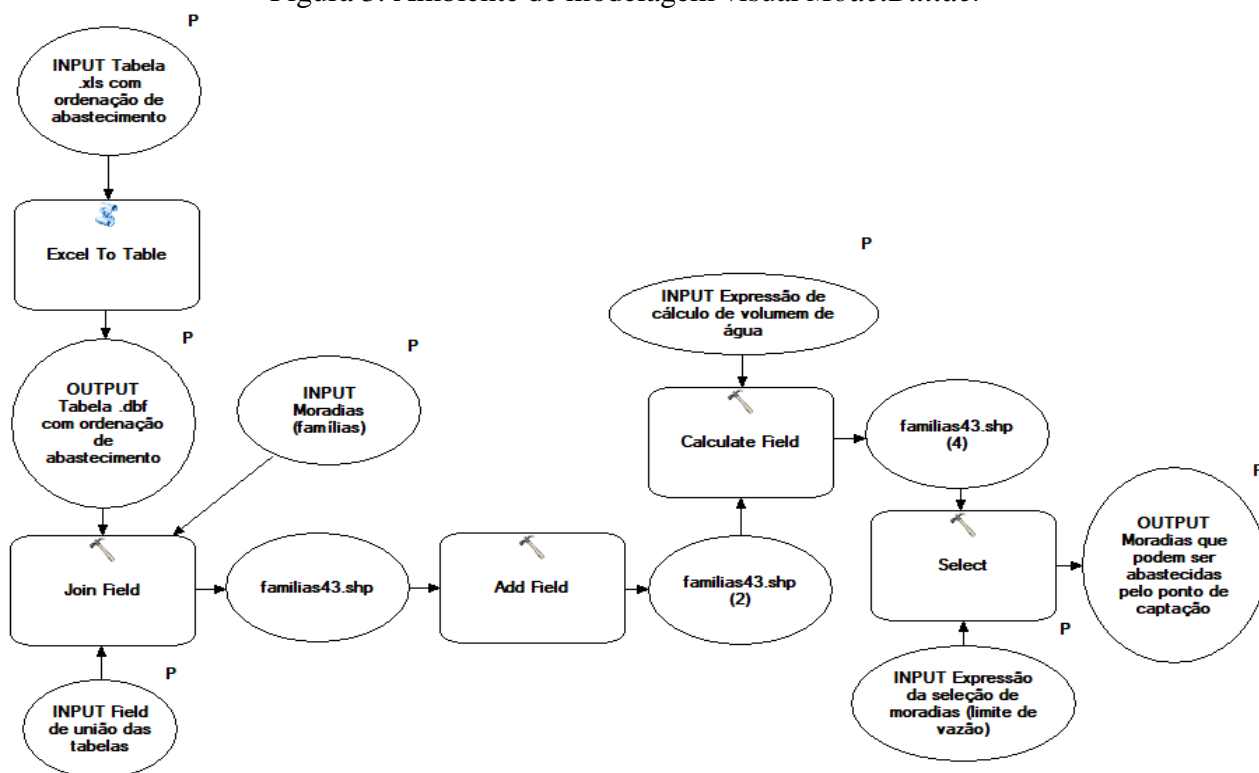 Figura 3. Ambiente de modelagem visual ModelBuilder
P
INPUT Tabela
.xls com
ordenação de
abastecimento
Excel To Table
P
OUTPUT
Tabela .dbf
com ordenação
de
abastecimento
P
INPUT
Moradias
(famílias)
Join Field
P
INPUT Field
de união das
tabelas
familias43.shp
Add Field
familias43.shp
(2)
P
INPUT Expressão de
cálculo de volumem de
água
Calculate Field
familias43.shp
(4)
Select
P
INPUT Expressão
da seleção de
moradias (limite de
vazão)
P
OUTPUT
Moradias que
podem ser
abastecidas
pelo ponto de
captação